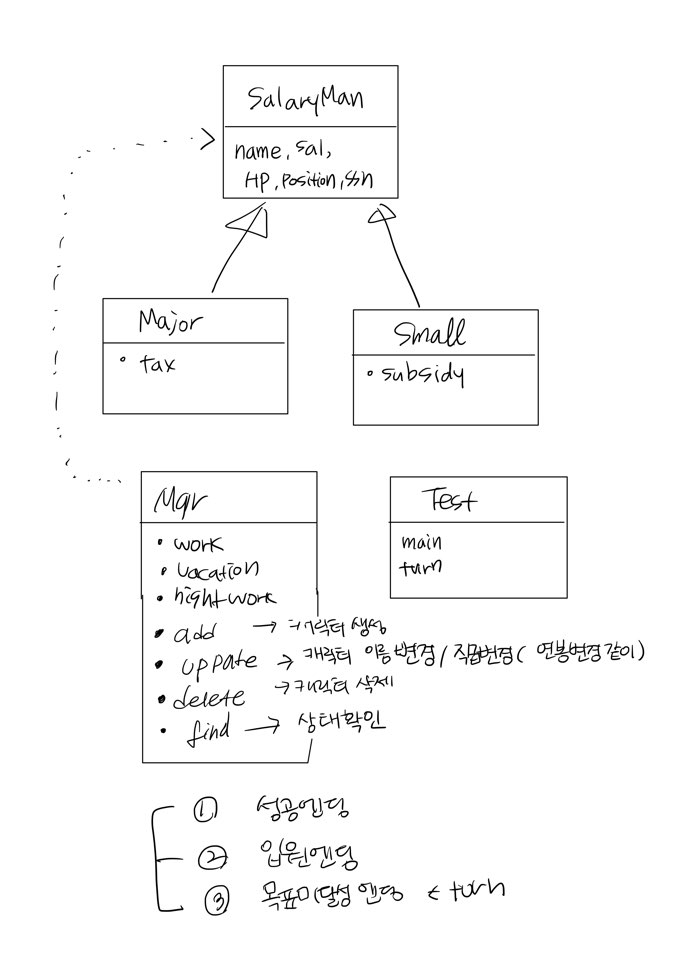 SalaryMan
name, sal,
HP, position, ssn
Major
• tax
Small
• subsidy
Mgr
• work
• vacation
• nightwork
• add → 캐릭터 생성
• uppate → 캐릭터 이름변경 / 직급변경 ( 연봉변경 같이 )
• delete → 캐릭터 삭제
• find → 상태확인
Test
main
turn
① 성공엔딩
② 입원엔딩
③ 목표미달성 엔딩 ← turn